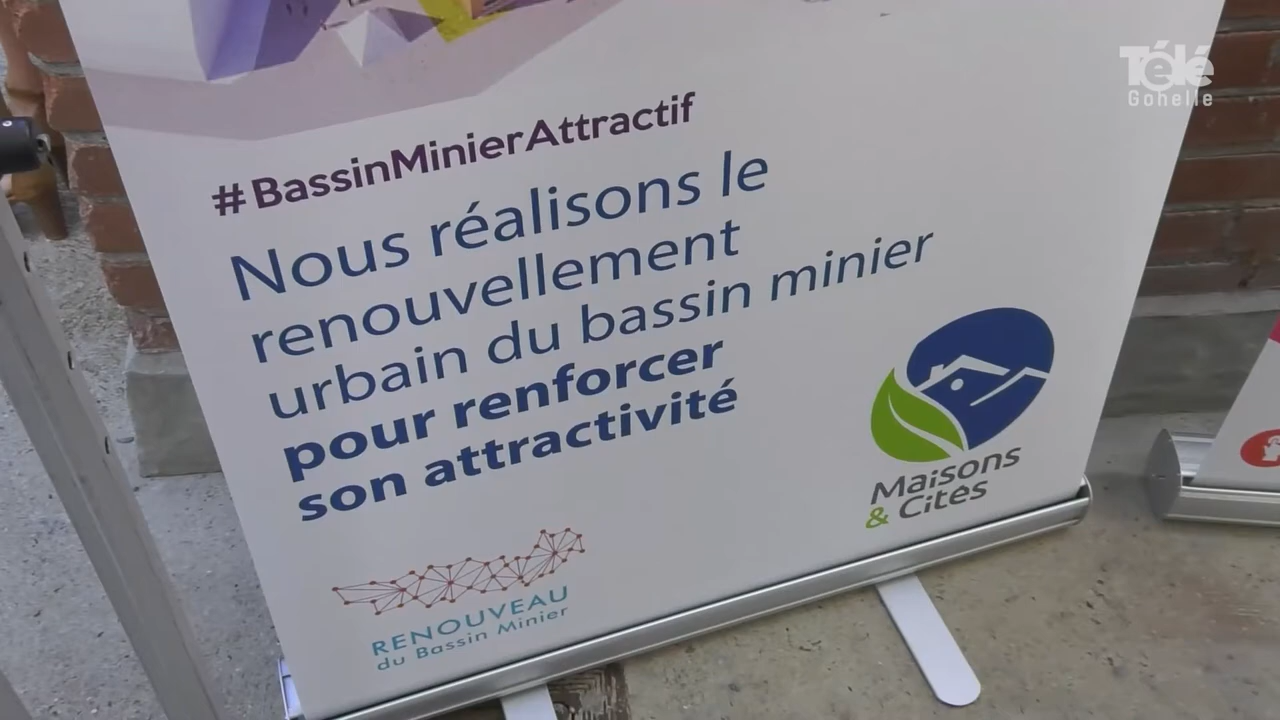 Télé
Gohelle
#BassinMinierAttractif
Nous réalisons le
renouvellement
urbain du bassin minier
pour renforcer
son attractivité
Maisons
& Cités
RENOUVEAU
du Bassin Minier